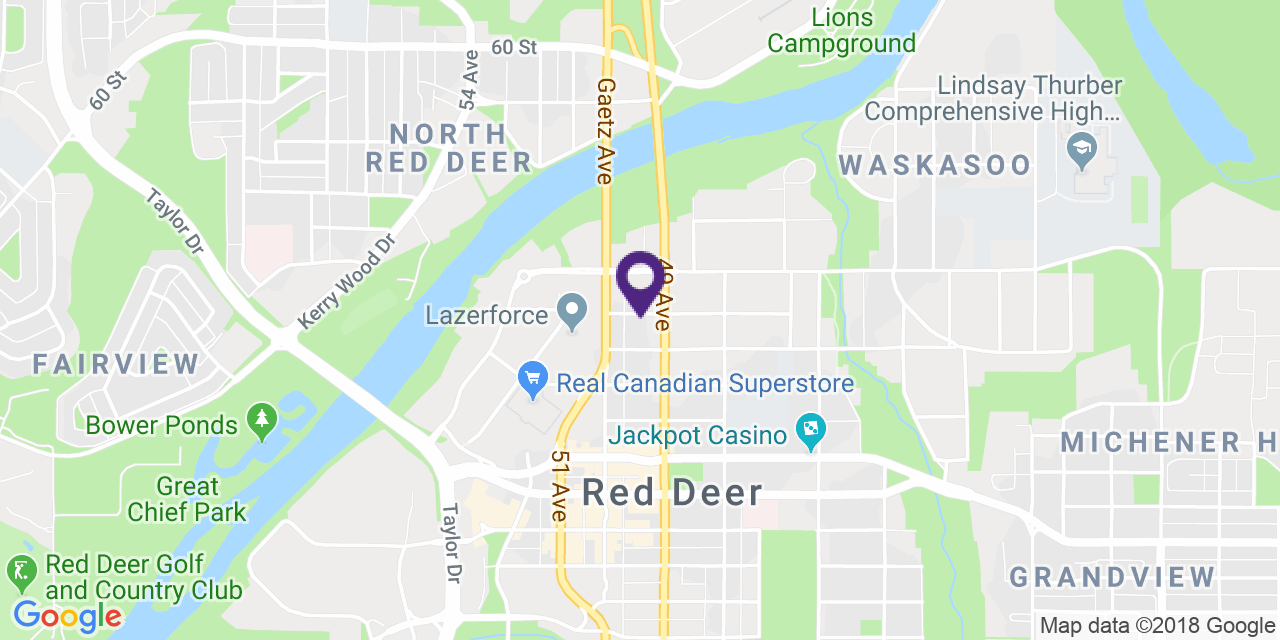 Lions
Campground
60 St
60 St
54 Ave
Gaetz Ave
Lindsay Thurber
Comprehensive High...
NORTH
RED DEER
WASKASOO
Taylor Dr
Kerry Wood Dr
49 Ave
Lazerforce
FAIRVIEW
Real Canadian Superstore
Bower Ponds
Jackpot Casino
MICHENER H
51 Ave
Great
Chief Park
Red Deer
Taylor Dr
Red Deer Golf
and Country Club
GRANDVIEW
Google
Map data ©2018 Google